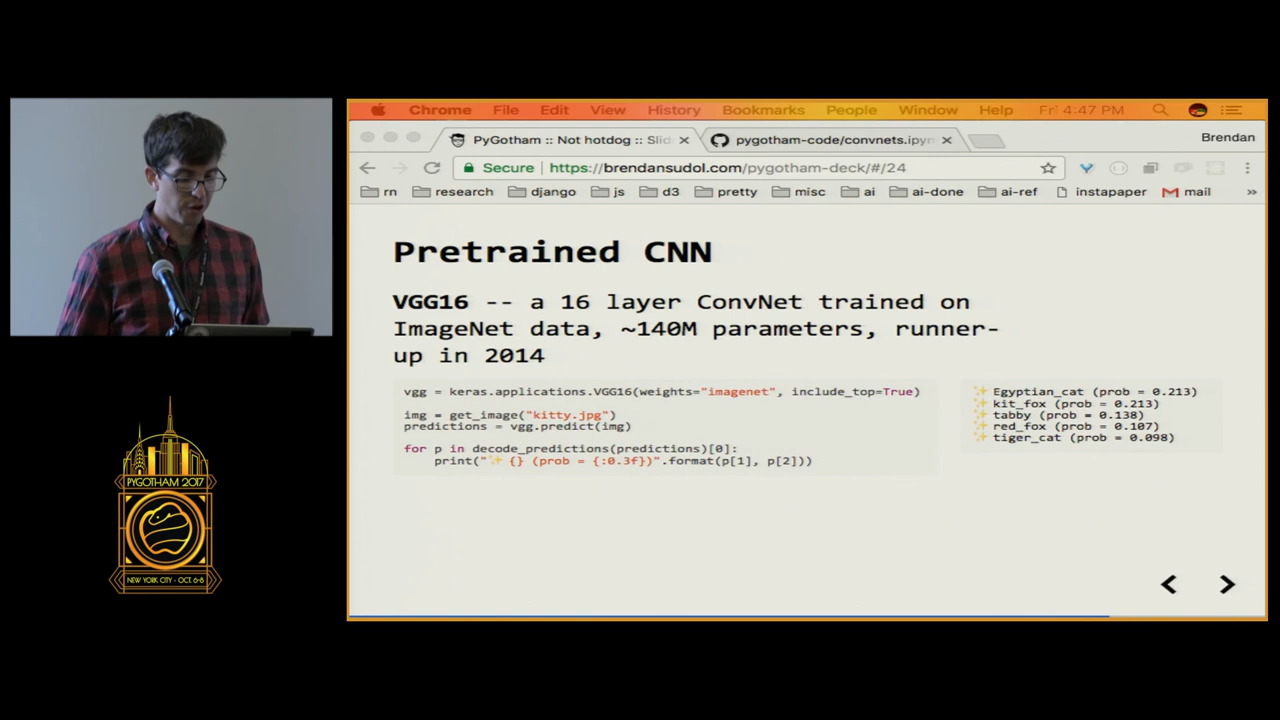 Chrome File Edit View History Bookmarks People Window Help Fri 4:47 PM
PyGotham :: Not hotdog :: Slid
pygotham-code/convnets.ipyn
Brendan
Secure https://brendansudol.com/pygotham-deck/#/24
rn research django js d3 pretty misc ai ai-done ai-ref instapaper mail »
Pretrained CNN
VGG16 -- a 16 layer ConvNet trained on
ImageNet data, ~140M parameters, runner-
up in 2014
vgg = keras.applications.VGG16(weights="imagenet", include_top=True)
img = get_image("kitty.jpg")
predictions = vgg.predict(img)
for p in decode_predictions(predictions)[0]:
print("✨ {} (prob = {:0.3f})".format(p[1], p[2]))
✨ Egyptian_cat (prob = 0.213)
✨ kit_fox (prob = 0.213)
✨ tabby (prob = 0.138)
✨ red_fox (prob = 0.107)
✨ tiger_cat (prob = 0.098)
PYGOTHAM 2017
NEW YORK CITY - OCT. 6-8